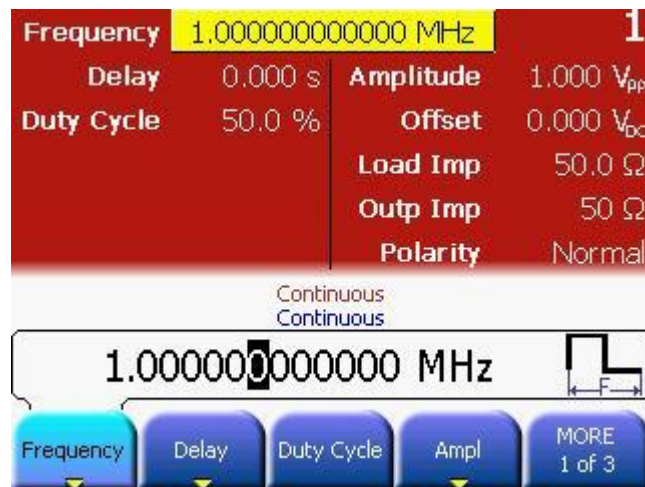 Frequency 1.000000000000 MHz 1
Delay 0.000 s Amplitude 1.000 Vpp
Duty Cycle 50.0 % Offset 0.000 VDC
Load Imp 50.0 Ω
Outp Imp 50 Ω
Polarity Normal
Continuous
Continuous
1.000000000000 MHz
F
Frequency Delay Duty Cycle Ampl MORE
1 of 3